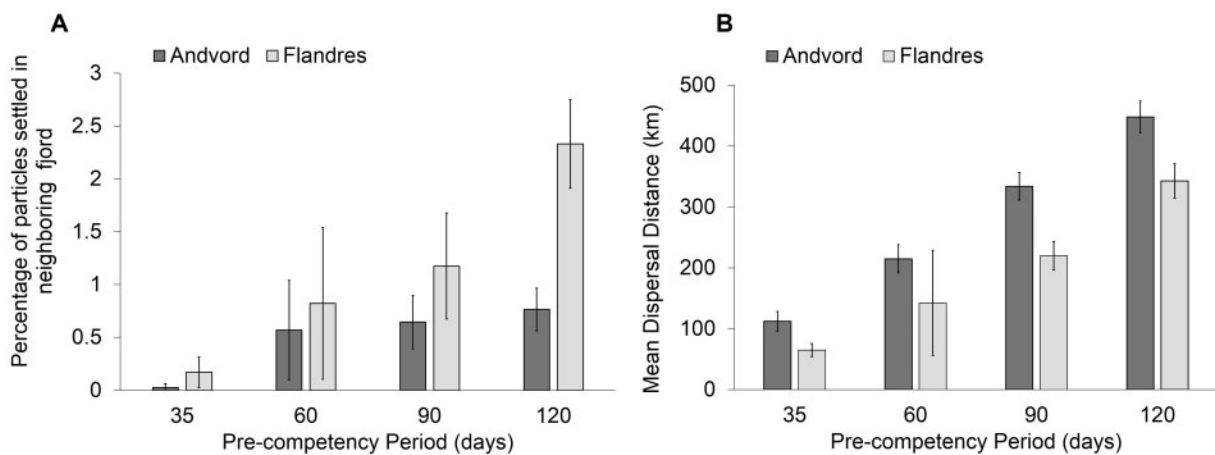 A
Andvord Flandres
Percentage of particles settled in
neighboring fjord
3
2.5
2
1.5
1
0.5
0
35 60 90 120
Pre-competency Period (days)
B
Andvord Flandres
Mean Dispersal Distance (km)
500
400
300
200
100
0
35 60 90 120
Pre-competency Period (days)